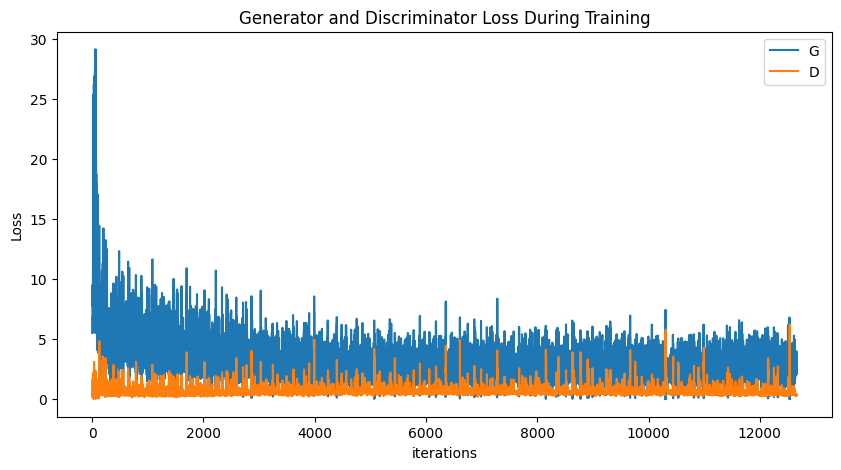 Generator and Discriminator Loss During Training
30
25
20
15
10
5
0
Loss
G
D
0 2000 4000 6000 8000 10000 12000
iterations